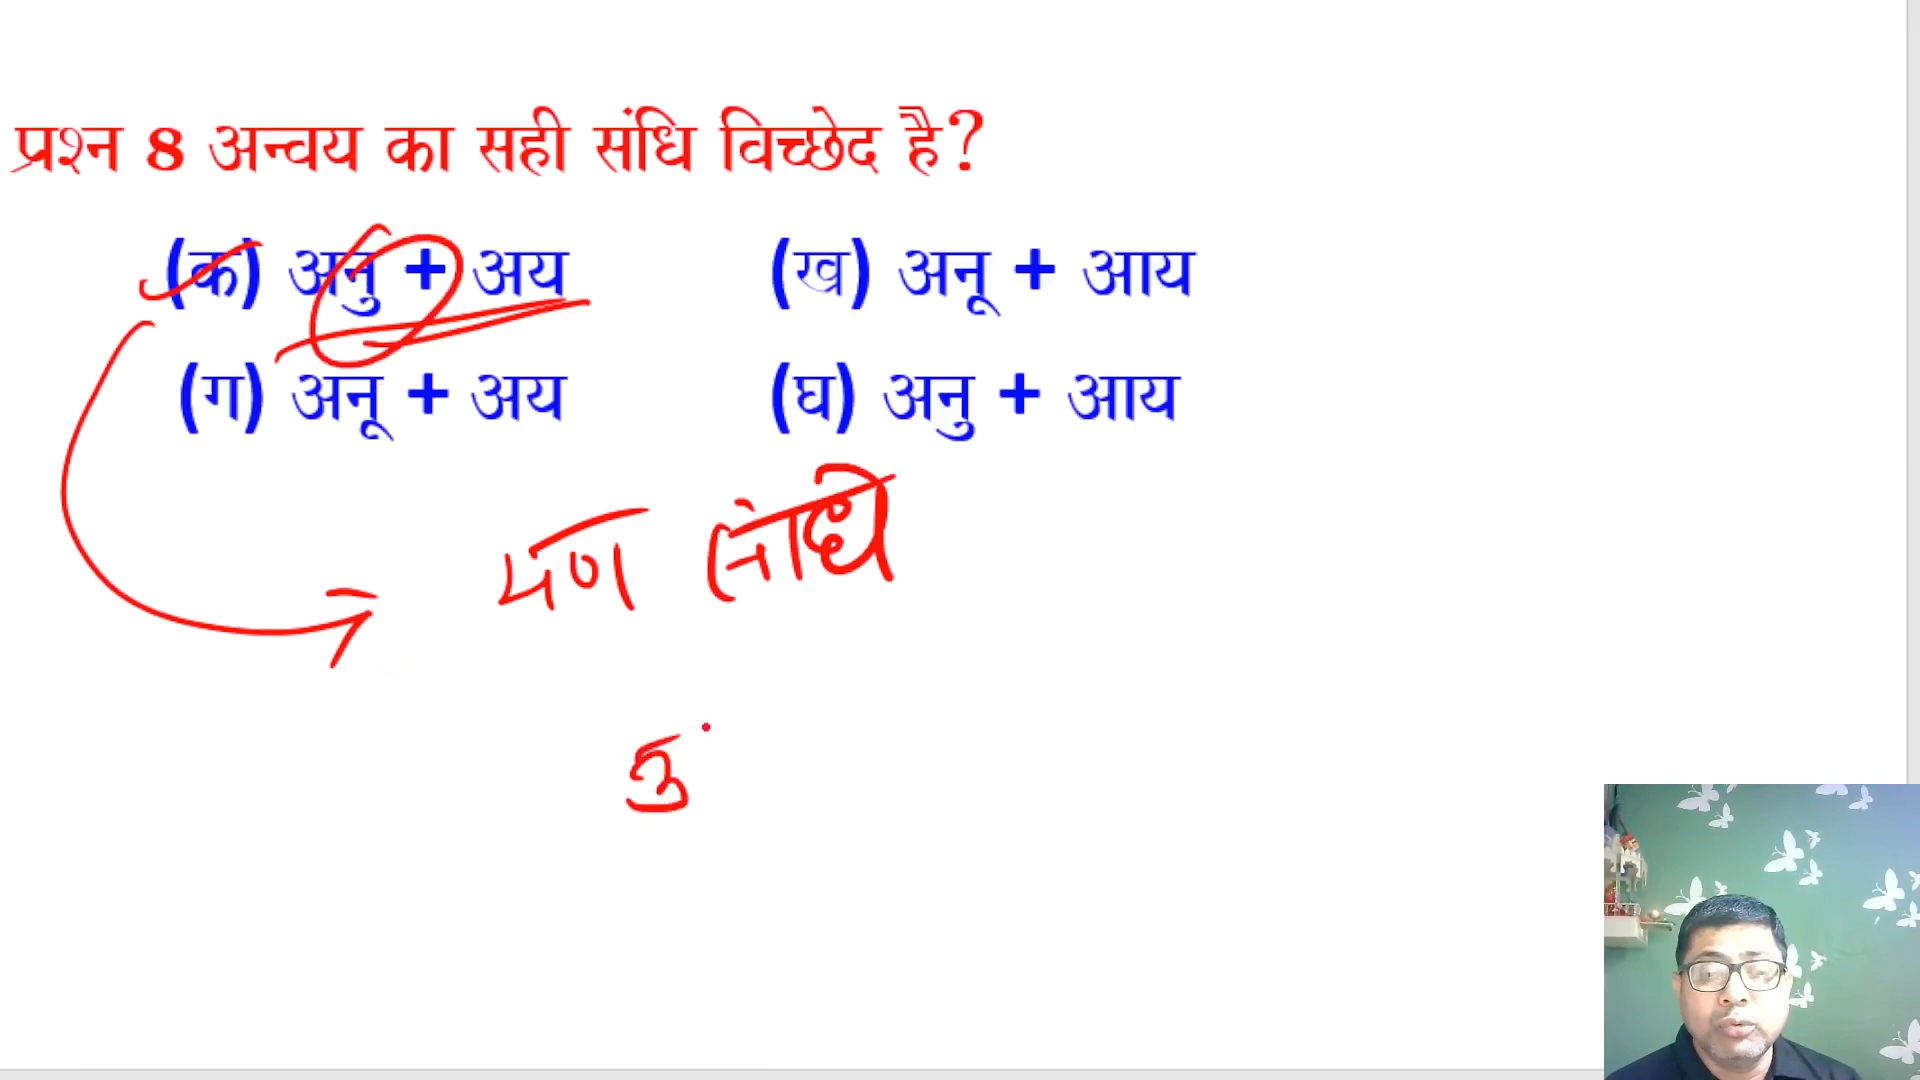 प्रश्न 8 अन्वय का सही संधि विच्छेद है?
(क) अनु + अय (ख) अनू + आय
(ग) अनू + अय (घ) अनु + आय
यण संधि
नु